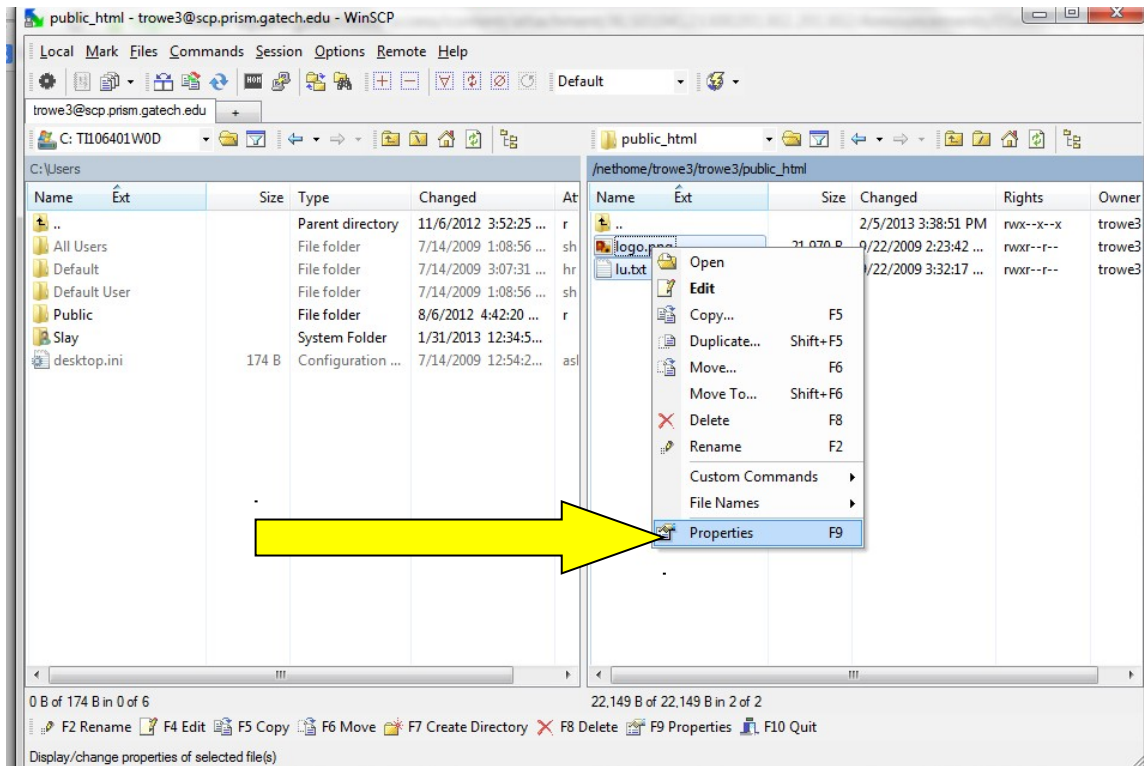 public_html - trowe3@scp.prism.gatech.edu - WinSCP
Local Mark Files Commands Session Options Remote Help
Default
trowe3@scp.prism.gatech.edu +
C: TI106401W0D
public_html
C:\Users
/nethome/trowe3/trowe3/public_html
Name Ext Size Type Changed At
Name Ext Size Changed Rights Owner
.. Parent directory 11/6/2012 3:52:25 ... r
.. 2/5/2013 3:38:51 PM rwx--x--x trowe3
All Users File folder 7/14/2009 1:08:56 ... sh
logo.png 21,970 B 9/22/2009 2:23:42 ... rwxr--r-- trowe3
Default File folder 7/14/2009 3:07:31 ... hr
lu.txt /22/2009 3:32:17 ... rwxr--r-- trowe3
Default User File folder 7/14/2009 1:08:56 ... sh
Public File folder 8/6/2012 4:42:20 ... r
Slay System Folder 1/31/2013 12:34:5...
desktop.ini 174 B Configuration ... 7/14/2009 12:54:2... asl
Open
Edit
Copy... F5
Duplicate... Shift+F5
Move... F6
Move To... Shift+F6
Delete F8
Rename F2
Custom Commands
File Names
Properties F9
0 B of 174 B in 0 of 6
22,149 B of 22,149 B in 2 of 2
F2 Rename F4 Edit F5 Copy F6 Move F7 Create Directory F8 Delete F9 Properties F10 Quit
Display/change properties of selected file(s)